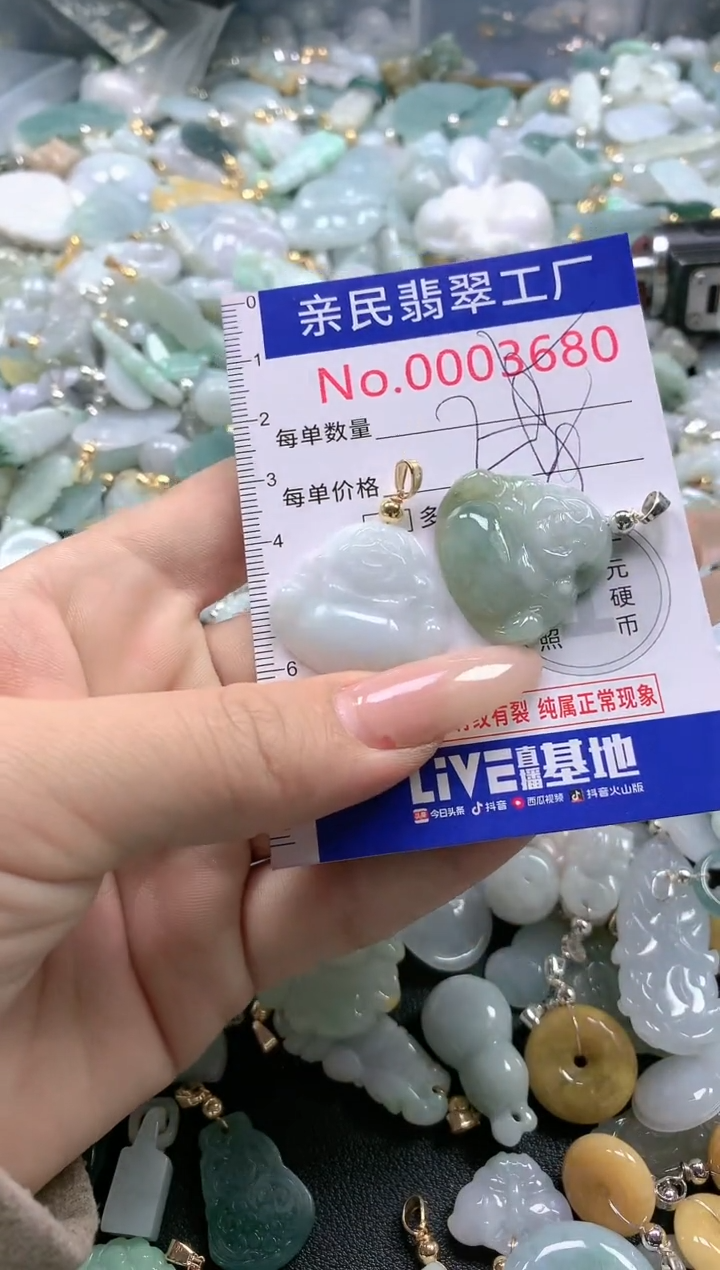 0
亲民翡翠工厂
1
No.0003680
2
每单数量
3
每单价格
多
4
元
硬
币
照
6
有裂 纯属正常现象
LiVE直播基地
今日头条 抖音 西瓜视频 抖音火山版